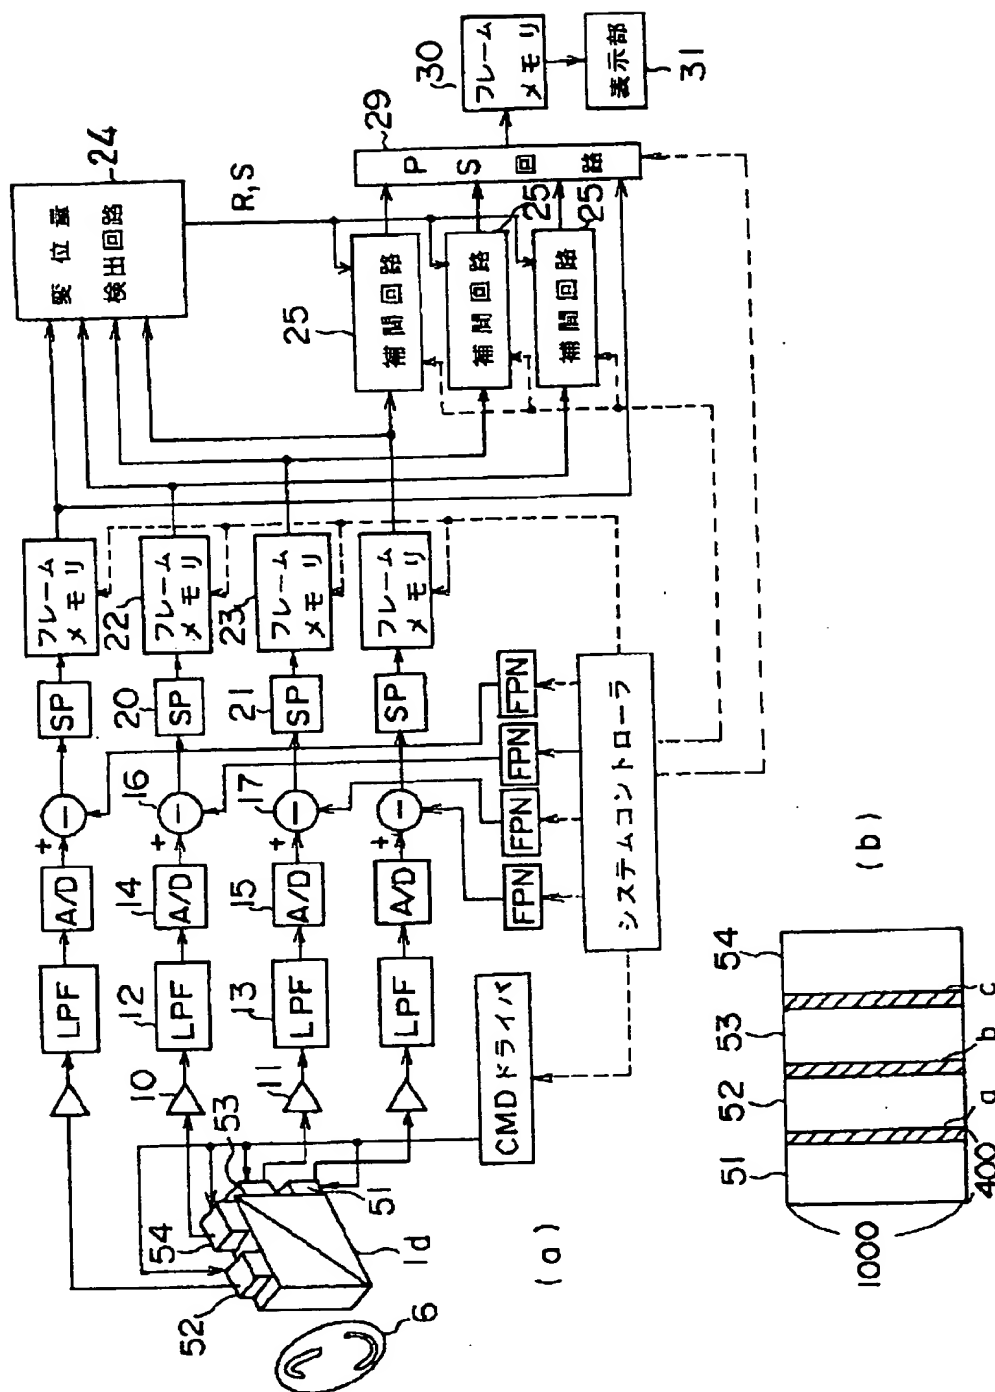 LPF
A/D
+
−
SP
フレーム
メモリ
変位量
検出回路
24
R,S
10
12
LPF
14
A/D
+
16
−
20
SP
22
フレーム
メモリ
11
13
LPF
15
A/D
+
17
−
21
SP
23
フレーム
メモリ
LPF
A/D
+
−
SP
フレーム
メモリ
25
補間回路
補間回路
25
補間回路
25
29
PS回路
30
フレーム
メモリ
表示部
31
52
54
53
51
1d
6
CMDドライバ
FPN
FPN
FPN
FPN
システムコントローラ
(a)
51
52
53
54
1000
400
a
b
c
(b)